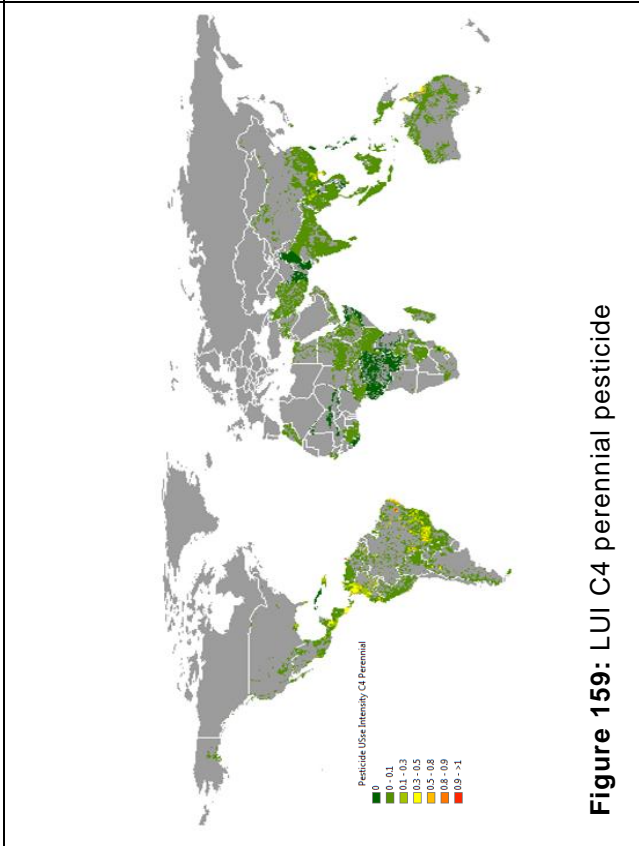 Pesticide USse Intensity C4 Perennial
0
0 - 0.1
0.1 - 0.3
0.3 - 0.5
0.5 - 0.8
0.8 - 0.9
0.9 - >1
Figure 159: LUI C4 perennial pesticide